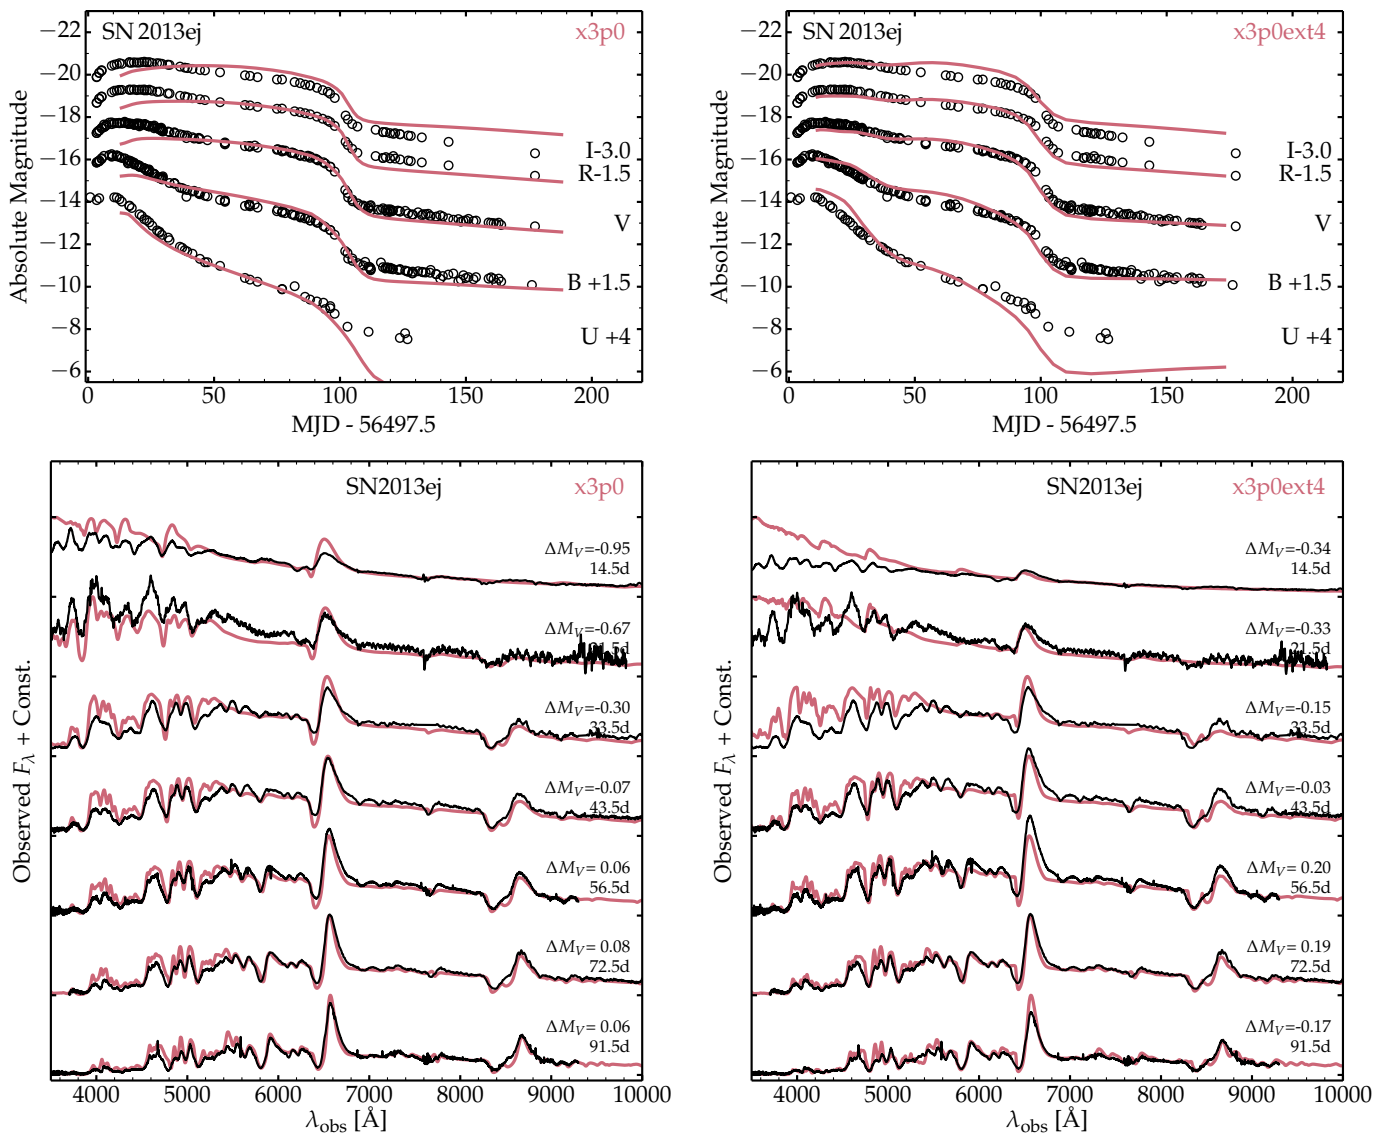 SN 2013ej
x3p0
−22
−20
−18
−16
−14
−12
−10
−8
−6
Absolute Magnitude
I-3.0
R-1.5
V
B +1.5
U +4
0
50
100
150
200
MJD - 56497.5
SN 2013ej
x3p0ext4
−22
−20
−18
−16
−14
−12
−10
−8
−6
Absolute Magnitude
I-3.0
R-1.5
V
B +1.5
U +4
0
50
100
150
200
MJD - 56497.5
SN2013ej
x3p0
ΔM_V=-0.95
14.5d
ΔM_V=-0.67
ΔM_V=-0.30
33.5d
ΔM_V=-0.07
43.5d
ΔM_V= 0.06
56.5d
ΔM_V= 0.08
72.5d
ΔM_V= 0.06
91.5d
Observed F_λ + Const.
4000
5000
6000
7000
8000
9000
10000
λ_obs [Å]
SN2013ej
x3p0ext4
ΔM_V=-0.34
14.5d
ΔM_V=-0.33
21.5d
ΔM_V=-0.15
33.5d
ΔM_V=-0.03
43.5d
ΔM_V= 0.20
56.5d
ΔM_V= 0.19
72.5d
ΔM_V=-0.17
91.5d
Observed F_λ + Const.
4000
5000
6000
7000
8000
9000
10000
λ_obs [Å]